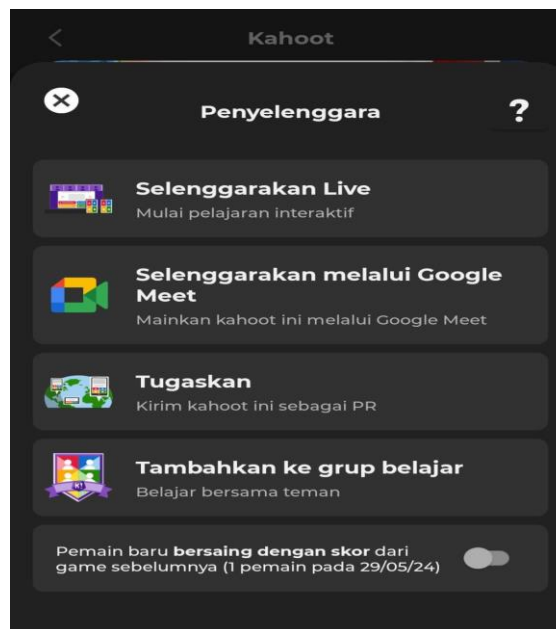 Kahoot
Penyelenggara
?
Selenggarakan Live
Mulai pelajaran interaktif
Selenggarakan melalui Google
Meet
Mainkan kahoot ini melalui Google Meet
Tugaskan
Kirim kahoot ini sebagai PR
Tambahkan ke grup belajar
Belajar bersama teman
Pemain baru bersaing dengan skor dari
game sebelumnya (1 pemain pada 29/05/24)